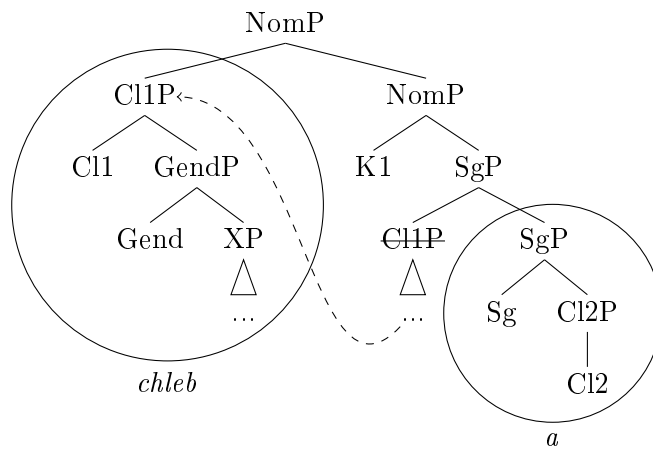 NomP
Cl1P NomP
Cl1 GendP K1 SgP
Gend XP Cl1P SgP
... ... Sg Cl2P
chleb Cl2
a